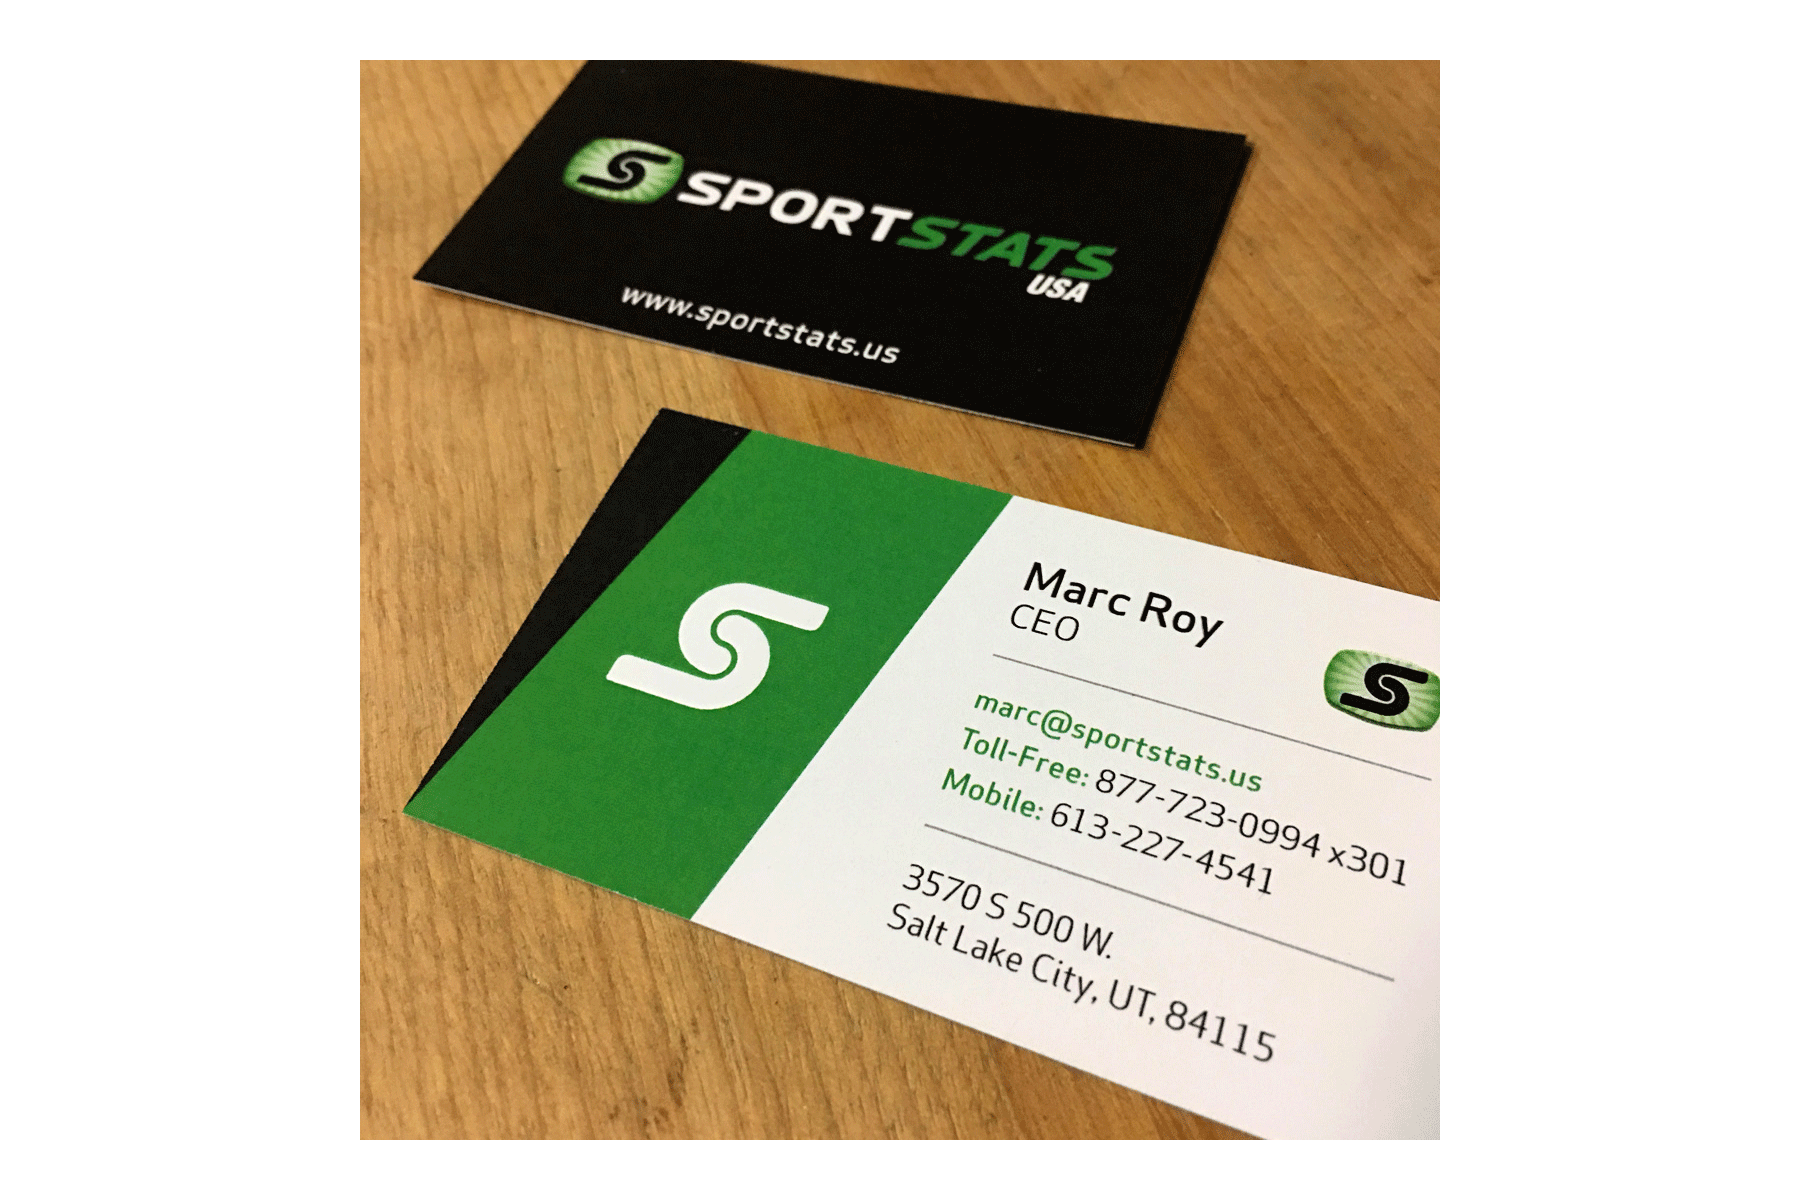 SPORTSTATS
USA
www.sportstats.us
Marc Roy
CEO
marc@sportstats.us
Toll-Free: 877-723-0994 x301
Mobile: 613-227-4541
3570 S 500 W.
Salt Lake City, UT, 84115